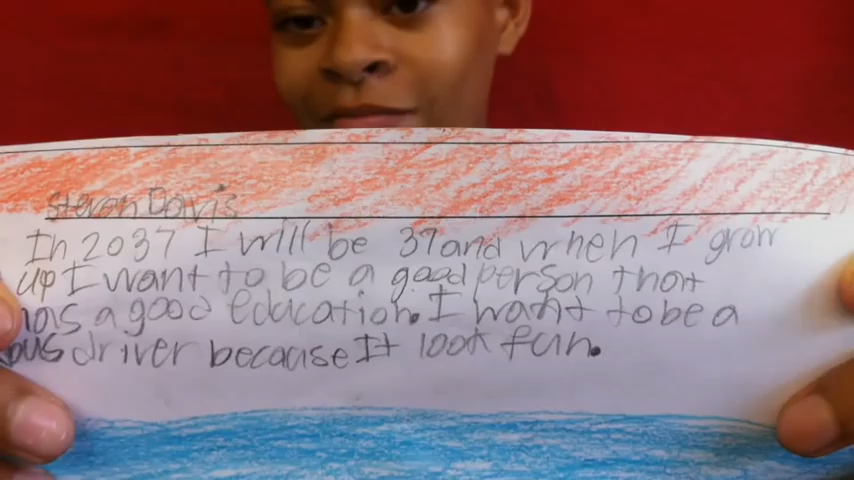 Stevon Davis
In 2037 I will be 37 and when I grow
up I want to be a good person that
has a good education. I want to be a
bus driver because It look fun.